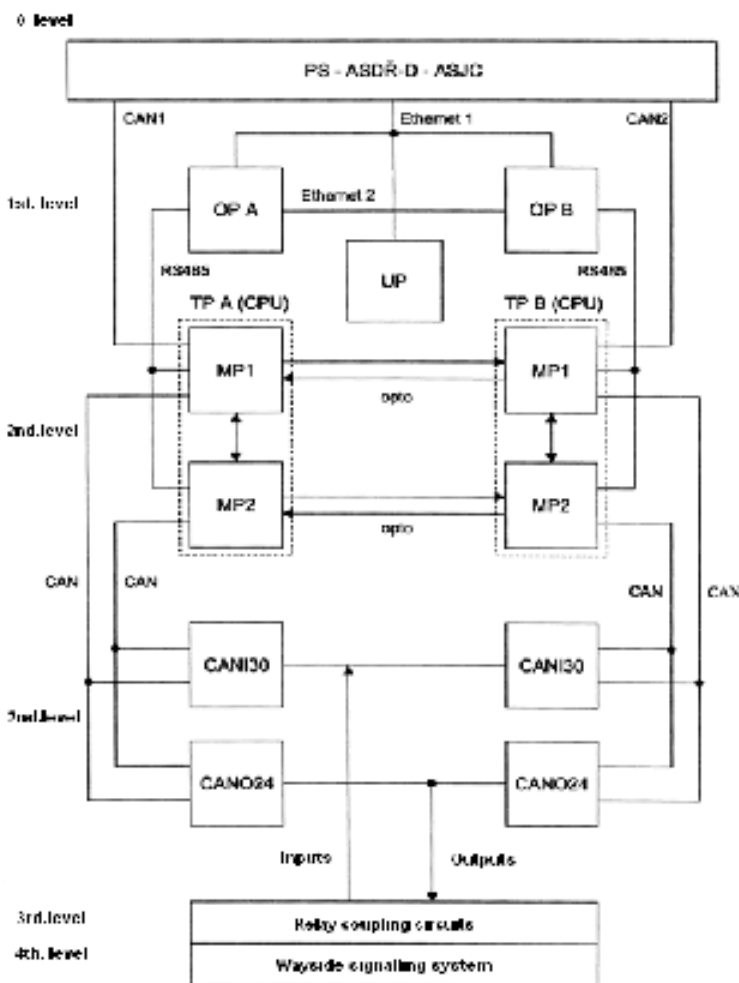 0 level
PS - ASDŘ-D - ASJC
CAN1
Ethernet 1
CAN2
1st. level
OP A
Ethernet 2
OP B
RS485
UP
RS485
TP A (CPU)
TP B (CPU)
MP1
opto
MP1
2nd.level
MP2
opto
MP2
CAN
CAN
CAN
CAN
CANI30
CANI30
2nd.level
CANO24
CANO24
Inputs
Outputs
3rd.level
Relay coupling circuits
4th. level
Wayside signalling system